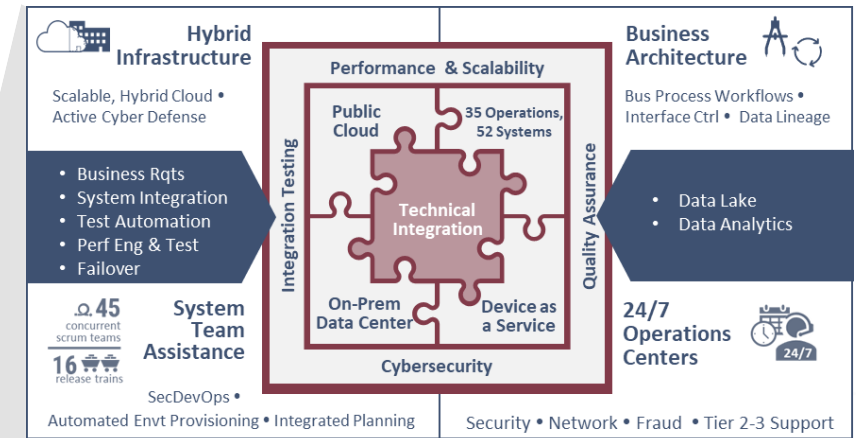 Hybrid
Infrastructure
Scalable, Hybrid Cloud •
Active Cyber Defense
Business
Architecture
Bus Process Workflows •
Interface Ctrl • Data Lineage
• Business Rqts
• System Integration
• Test Automation
• Perf Eng & Test
• Failover
Performance & Scalability
Integration Testing
Quality Assurance
Cybersecurity
Public
Cloud
35 Operations,
52 Systems
Technical
Integration
On-Prem
Data Center
Device as
a Service
• Data Lake
• Data Analytics
45
concurrent
scrum teams
16
release trains
System
Team
Assistance
SecDevOps •
Automated Envt Provisioning • Integrated Planning
24/7
Operations
Centers
24/7
Security • Network • Fraud • Tier 2-3 Support